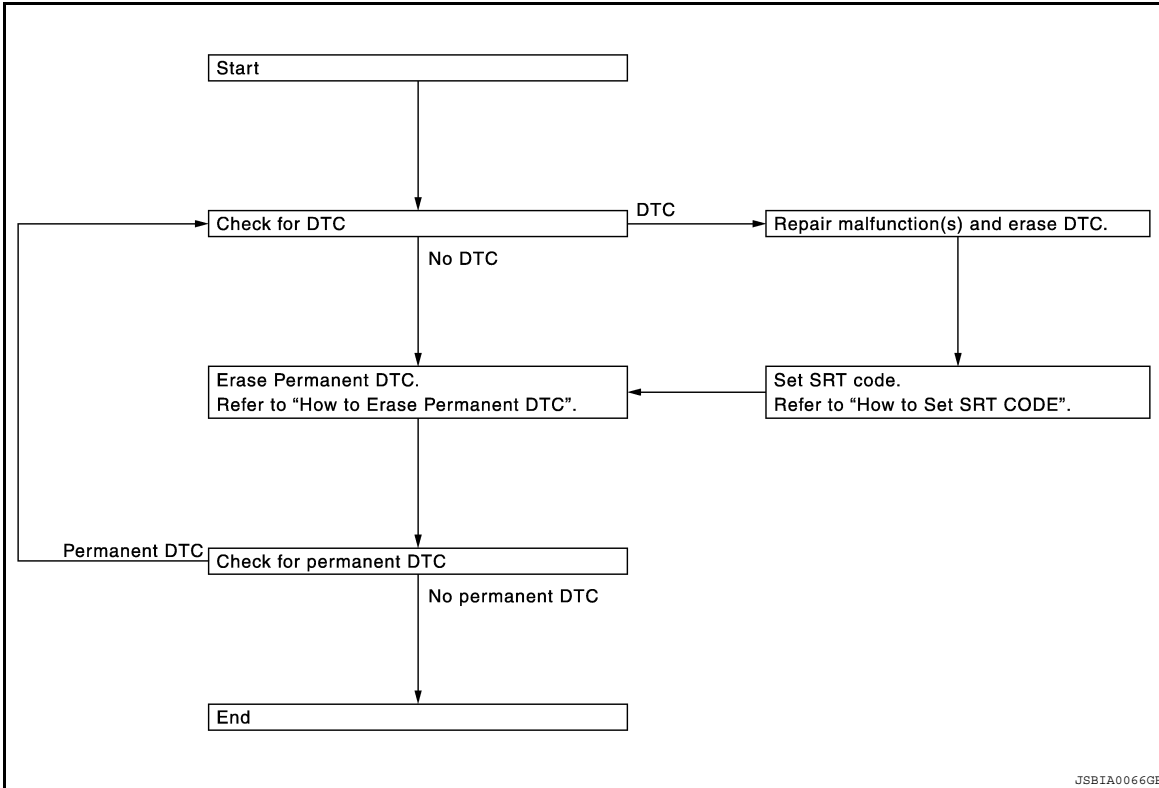 Start
Check for DTC
DTC
Repair malfunction(s) and erase DTC.
No DTC
Erase Permanent DTC.
Refer to “How to Erase Permanent DTC”.
Set SRT code.
Refer to “How to Set SRT CODE”.
Permanent DTC
Check for permanent DTC
No permanent DTC
End